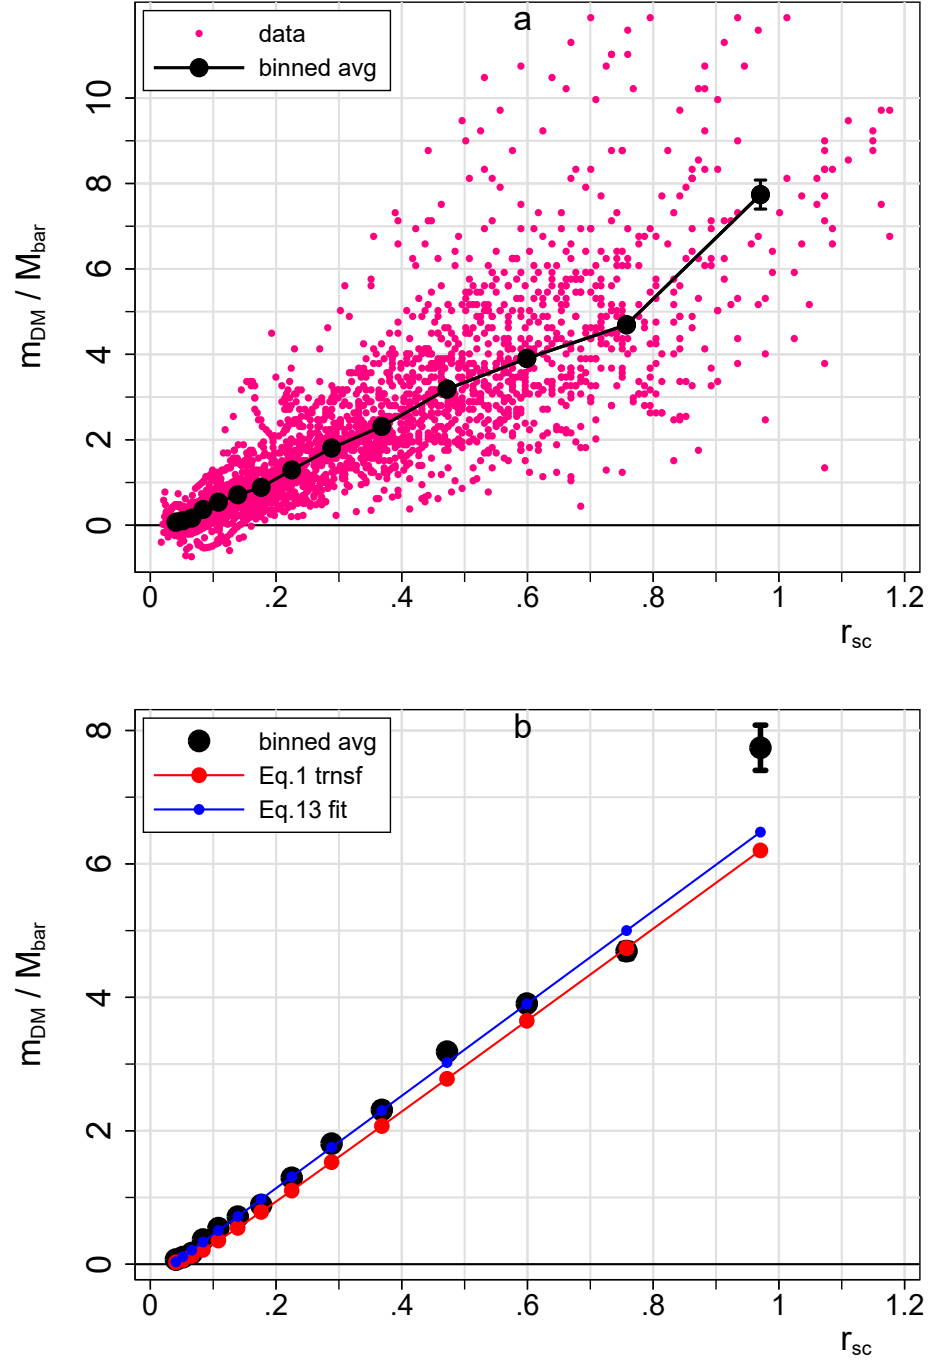 a
data
binned avg
10
8
6
4
2
0
m_DM / M_bar
0 .2 .4 .6 .8 1 1.2
r_sc
b
binned avg
Eq.1 trnsf
Eq.13 fit
8
6
4
2
0
m_DM / M_bar
0 .2 .4 .6 .8 1 1.2
r_sc